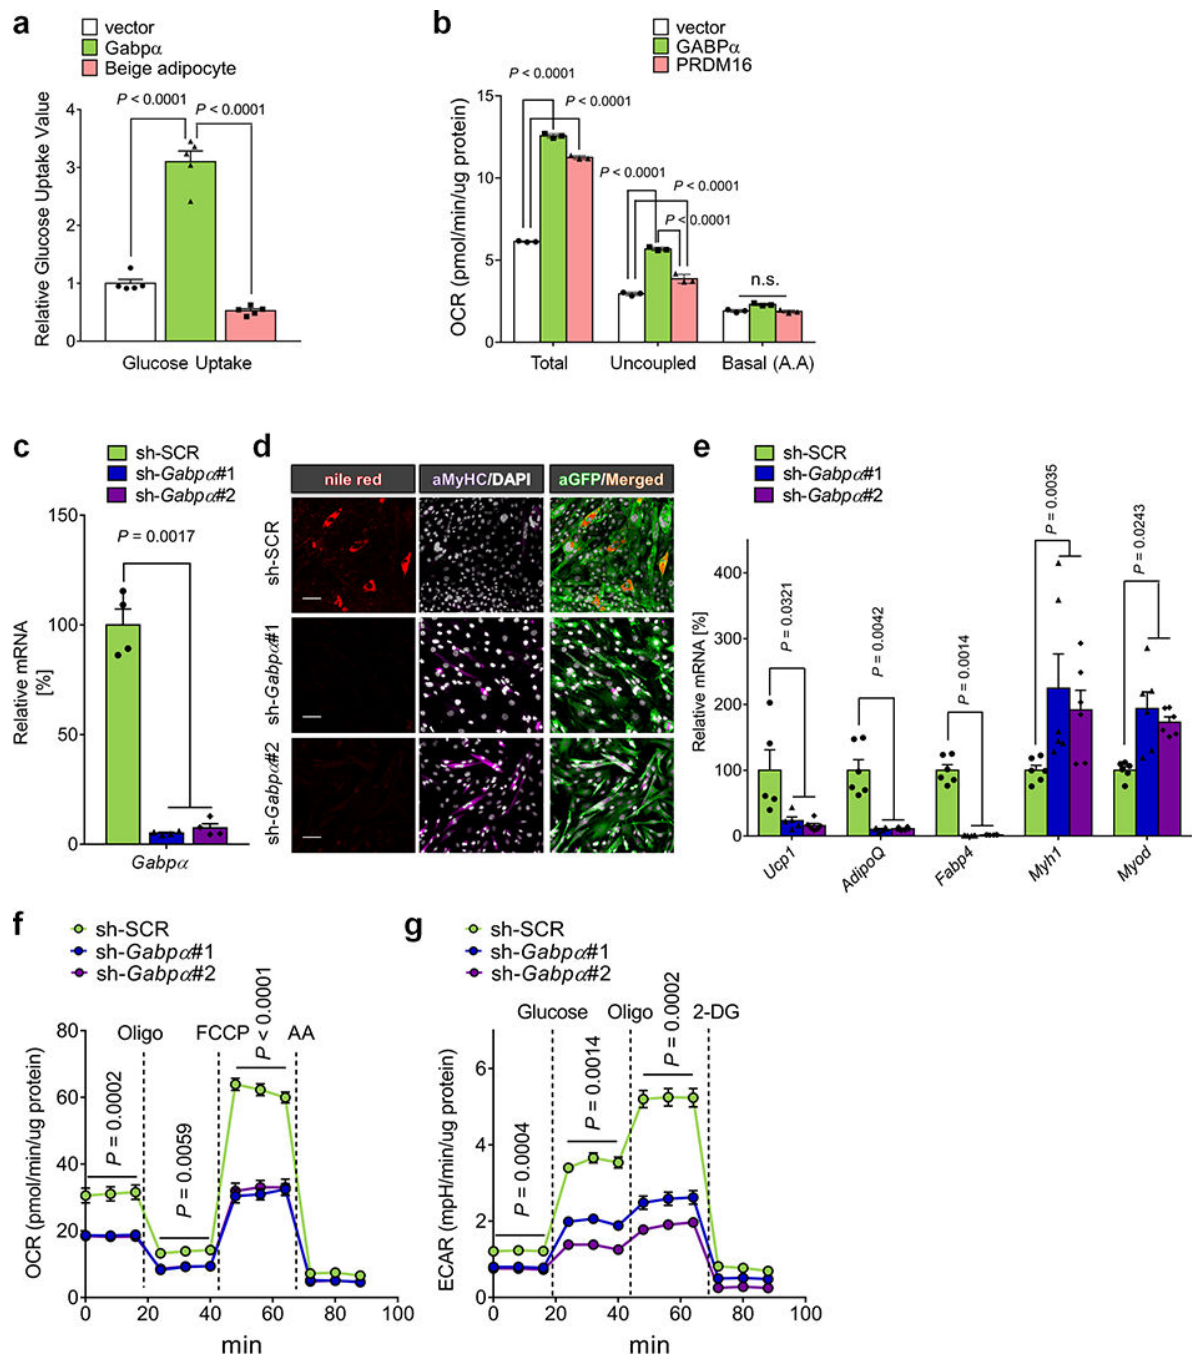 a
vector
Gabpα
Beige adipocyte
P < 0.0001
P < 0.0001
Relative Glucose Uptake Value
4
3
2
1
0
Glucose Uptake
b
vector
GABPα
PRDM16
P < 0.0001
P < 0.0001
P < 0.0001
P < 0.0001
n.s.
OCR (pmol/min/ug protein)
15
10
5
0
Total
Uncoupled
Basal (A.A)
c
sh-SCR
sh-Gabpα#1
sh-Gabpα#2
P = 0.0017
Relative mRNA
[%]
150
100
50
0
Gabpα
d
nile red
aMyHC/DAPI
aGFP/Merged
sh-SCR
sh-Gabpα#1
sh-Gabpα#2
e
sh-SCR
sh-Gabpα#1
sh-Gabpα#2
P = 0.0321
P = 0.0042
P = 0.0014
P = 0.0035
P = 0.0243
Relative mRNA [%]
400
300
200
100
0
Ucp1
AdipoQ
Fabp4
Myh1
Myod
f
sh-SCR
sh-Gabpα#1
sh-Gabpα#2
Oligo
FCCP
AA
P = 0.0002
P = 0.0059
P < 0.0001
OCR (pmol/min/ug protein)
80
60
40
20
0
0
20
40
60
80
100
min
g
sh-SCR
sh-Gabpα#1
sh-Gabpα#2
Glucose
Oligo
2-DG
P = 0.0004
P = 0.0014
P = 0.0002
ECAR (mpH/min/ug protein)
6
4
2
0
0
20
40
60
80
100
min